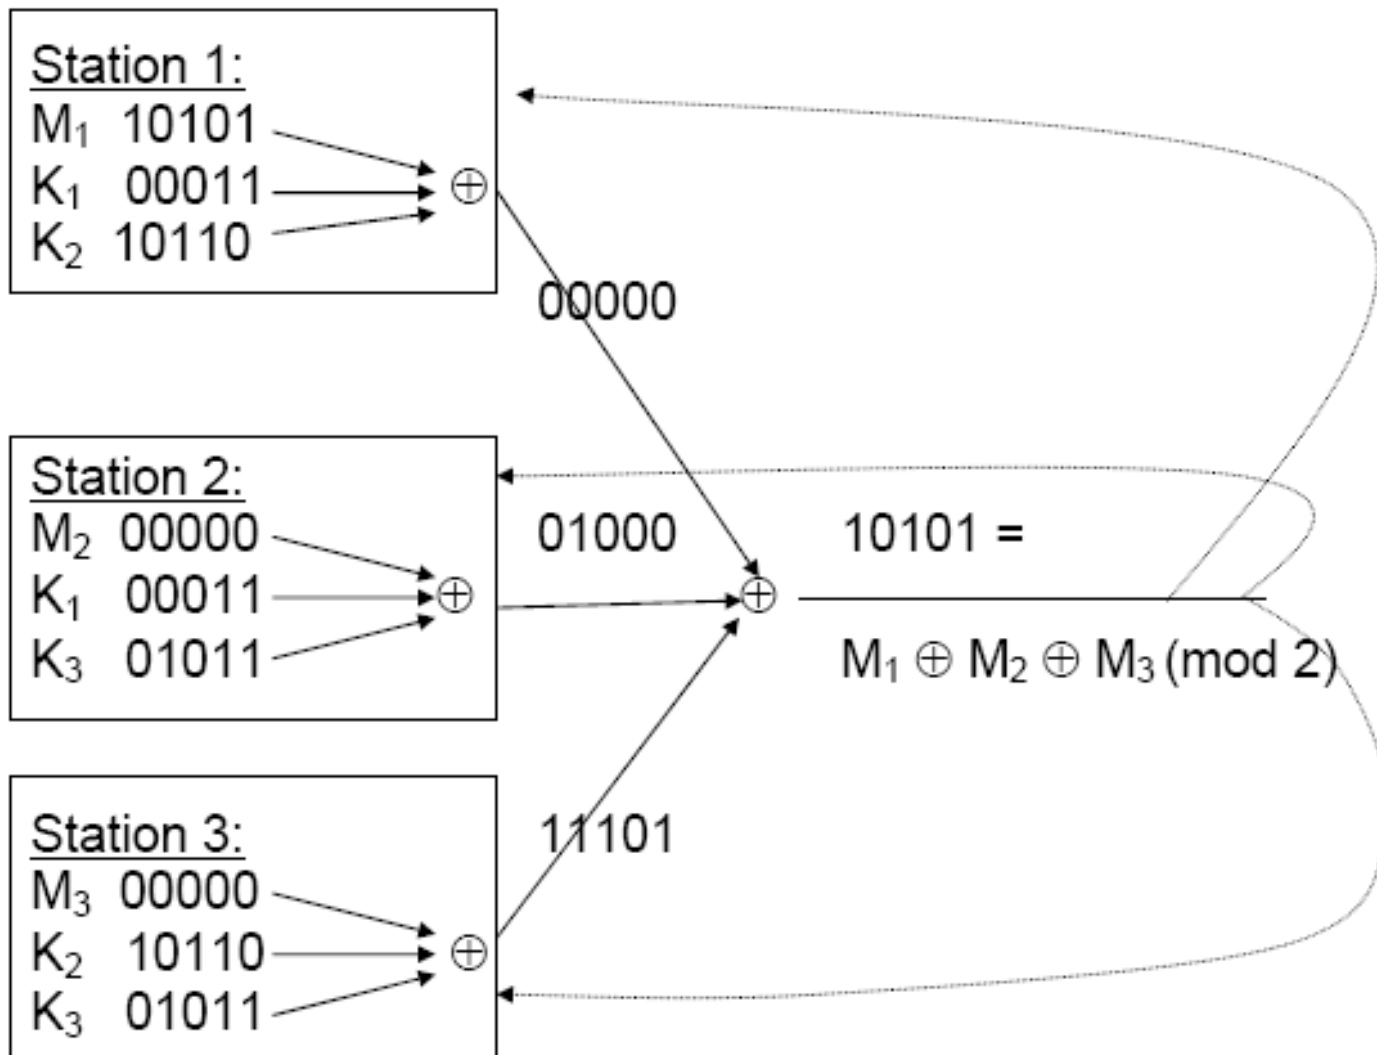 Station 1:
M₁ 10101
K₁ 00011
K₂ 10110
00000
Station 2:
M₂ 00000
K₁ 00011
K₃ 01011
01000
10101 =
M₁ ⊕ M₂ ⊕ M₃ (mod 2)
Station 3:
M₃ 00000
K₂ 10110
K₃ 01011
11101